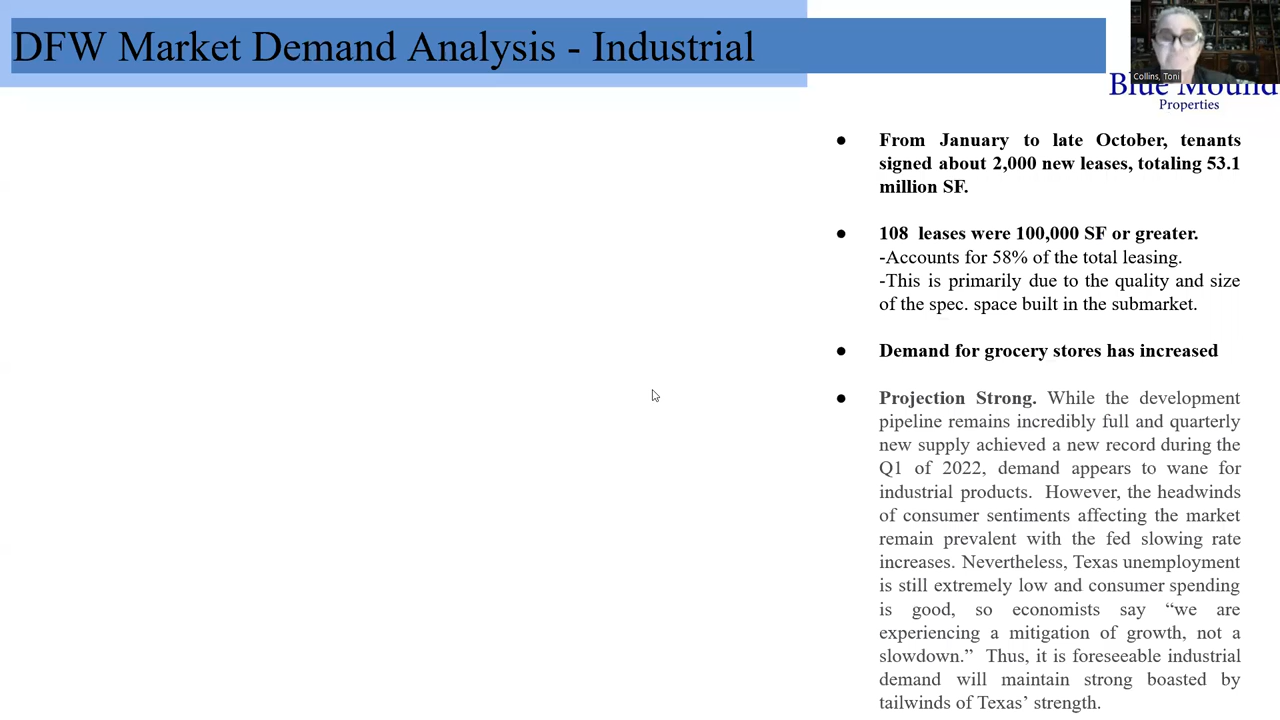 DFW Market Demand Analysis - Industrial
Collins, Toni
Blue Mound
Properties
● From January to late October, tenants
signed about 2,000 new leases, totaling 53.1
million SF.
● 108 leases were 100,000 SF or greater.
-Accounts for 58% of the total leasing.
-This is primarily due to the quality and size
of the spec. space built in the submarket.
● Demand for grocery stores has increased
● Projection Strong. While the development
pipeline remains incredibly full and quarterly
new supply achieved a new record during the
Q1 of 2022, demand appears to wane for
industrial products. However, the headwinds
of consumer sentiments affecting the market
remain prevalent with the fed slowing rate
increases. Nevertheless, Texas unemployment
is still extremely low and consumer spending
is good, so economists say “we are
experiencing a mitigation of growth, not a
slowdown.” Thus, it is foreseeable industrial
demand will maintain strong boasted by
tailwinds of Texas’ strength.